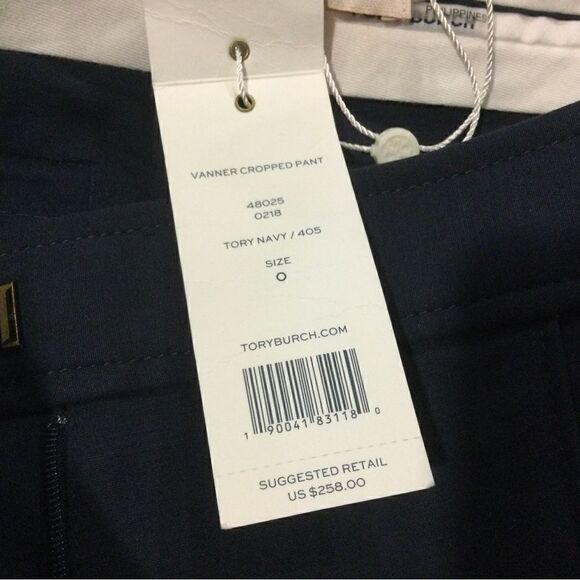 PHILIPPINES
TORY BURCH
VANNER CROPPED PANT
48025
0218
TORY NAVY / 405
SIZE
0
TORYBURCH.COM
1 90041 83118 0
SUGGESTED RETAIL
US $258.00